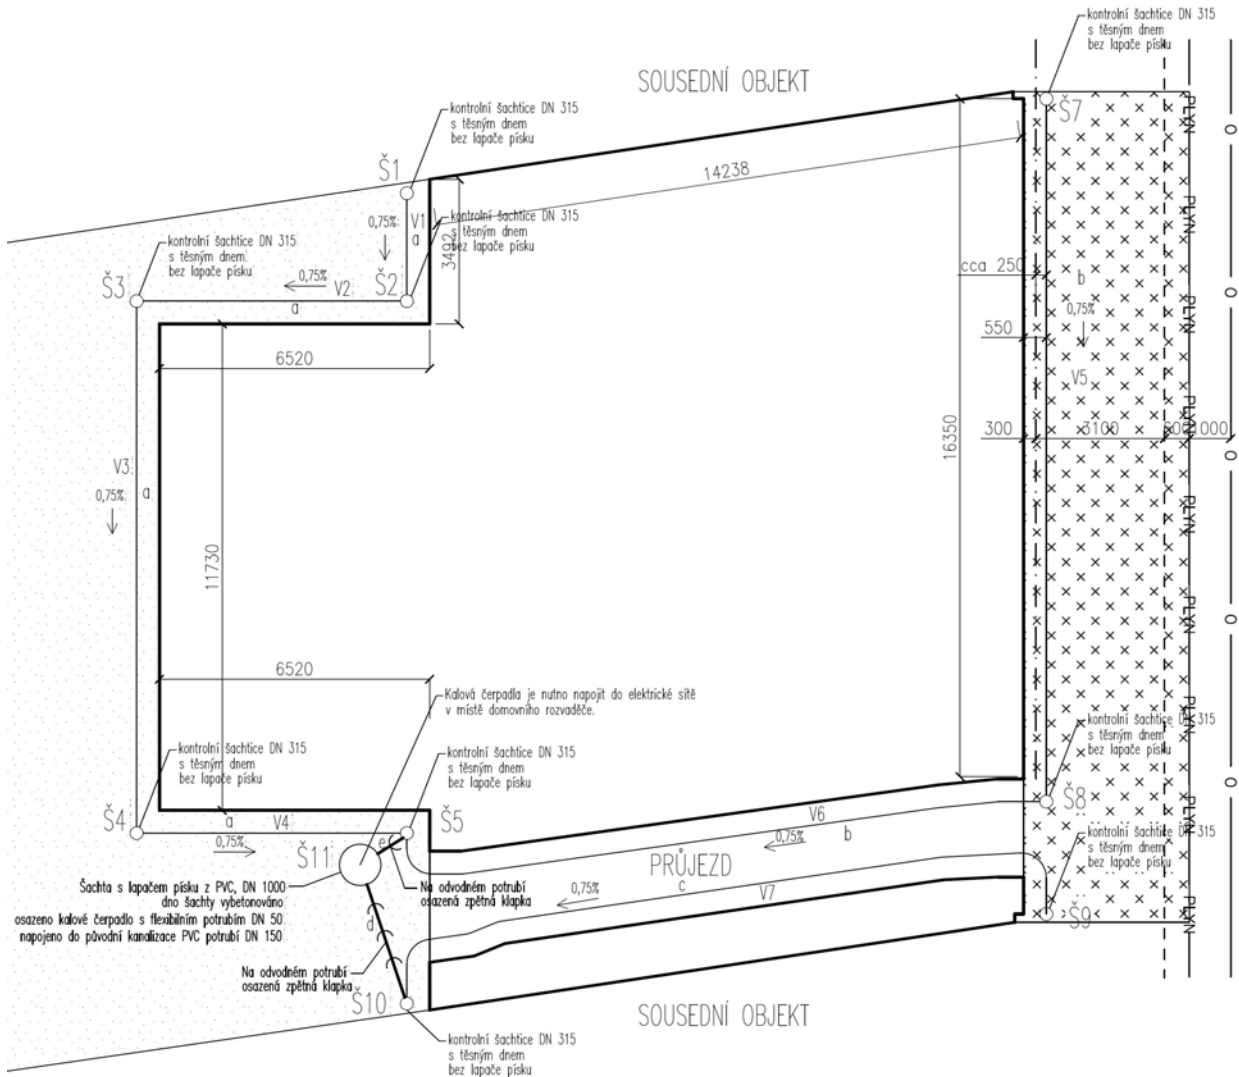 kontrolní šachtice DN 315
s těsným dnem
bez lapače písku
Š7
SOUSEDNÍ OBJEKT
kontrolní šachtice DN 315
s těsným dnem
bez lapače písku
Š1
14238
0,75%
V1
a
kontrolní šachtice DN 315
s těsným dnem
bez lapače písku
3492
kontrolní šachtice DN 315
s těsným dnem
bez lapače písku
Š3
0,75%
V2
Š2
a
cca 250
b
0,75%
550
V5
6520
300
3100
1000
16350
V3
a
0,75%
11730
6520
Kalová čerpadla je nutno napojit do elektrické sítě
v místě domovního rozvaděče.
kontrolní šachtice DN 315
s těsným dnem
bez lapače písku
kontrolní šachtice DN 315
s těsným dnem
bez lapače písku
kontrolní šachtice DN 315
s těsným dnem
bez lapače písku
Š4
a
V4
Š5
0,75%
e
Š11
V6
0,75%
b
Š8
kontrolní šachtice DN 315
s těsným dnem
bez lapače písku
PRŮJEZD
c
V7
0,75%
Š9
Šachta s lapačem písku z PVC, DN 1000
dno šachty vybetonováno
osazeno kalové čerpadlo s flexibilním potrubím DN 50
napojeno do původní kanalizace PVC potrubí DN 150
Na odvodném potrubí
osazená zpětná klapka
d
Na odvodném potrubí
osazená zpětná klapka
Š10
SOUSEDNÍ OBJEKT
kontrolní šachtice DN 315
s těsným dnem
bez lapače písku
PLYN
PLYN
PLYN
PLYN
PLYN
PLYN
PLYN
PLYN
PLYN
O
O
O
O
O